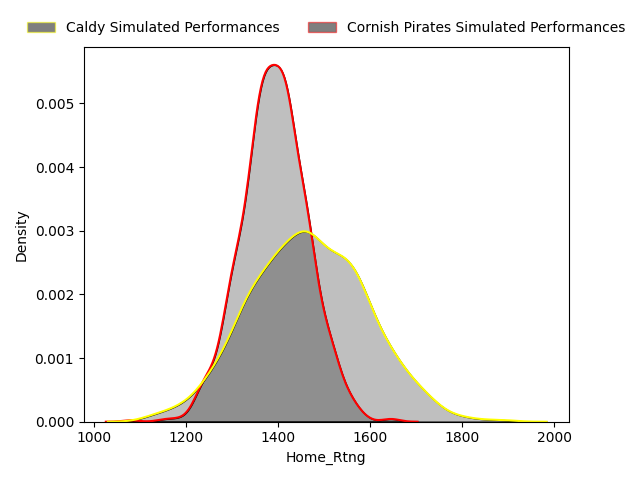 Caldy Simulated Performances Cornish Pirates Simulated Performances
0.005
0.004
0.003
0.002
0.001
0.000
Density
1000 1200 1400 1600 1800 2000
Home_Rtng